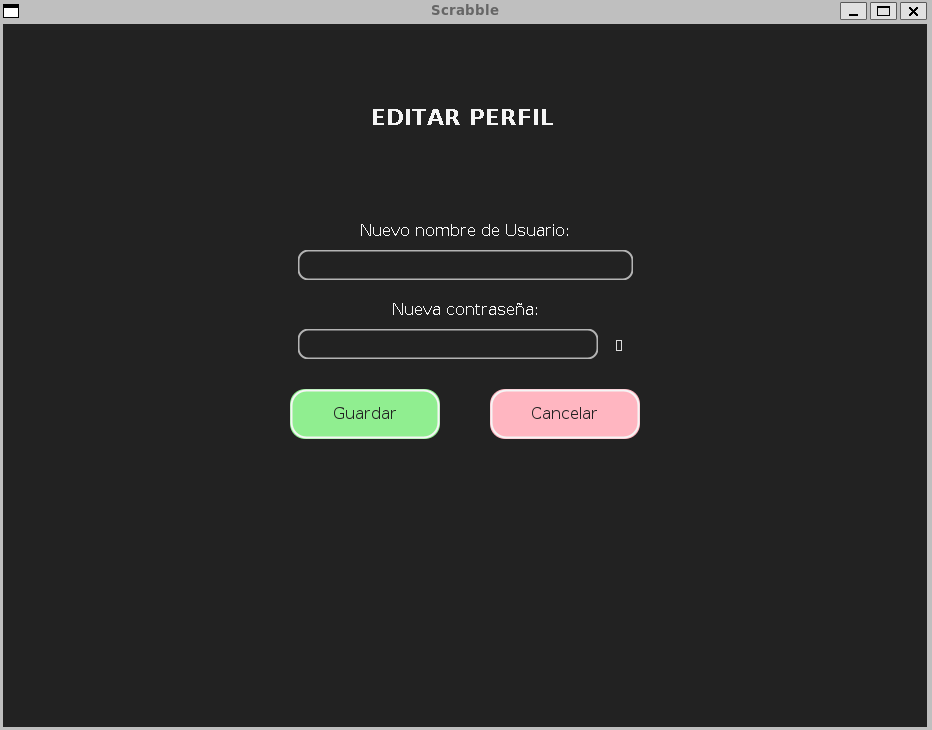 Scrabble
EDITAR PERFIL
Nuevo nombre de Usuario:
Nueva contraseña:
Guardar Cancelar